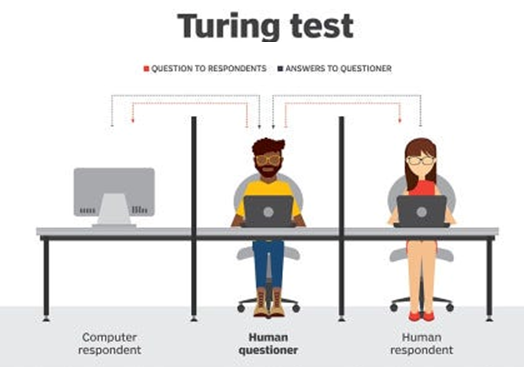 Turing test
QUESTION TO RESPONDENTS ANSWERS TO QUESTIONER
Computer
respondent
Human
questioner
Human
respondent